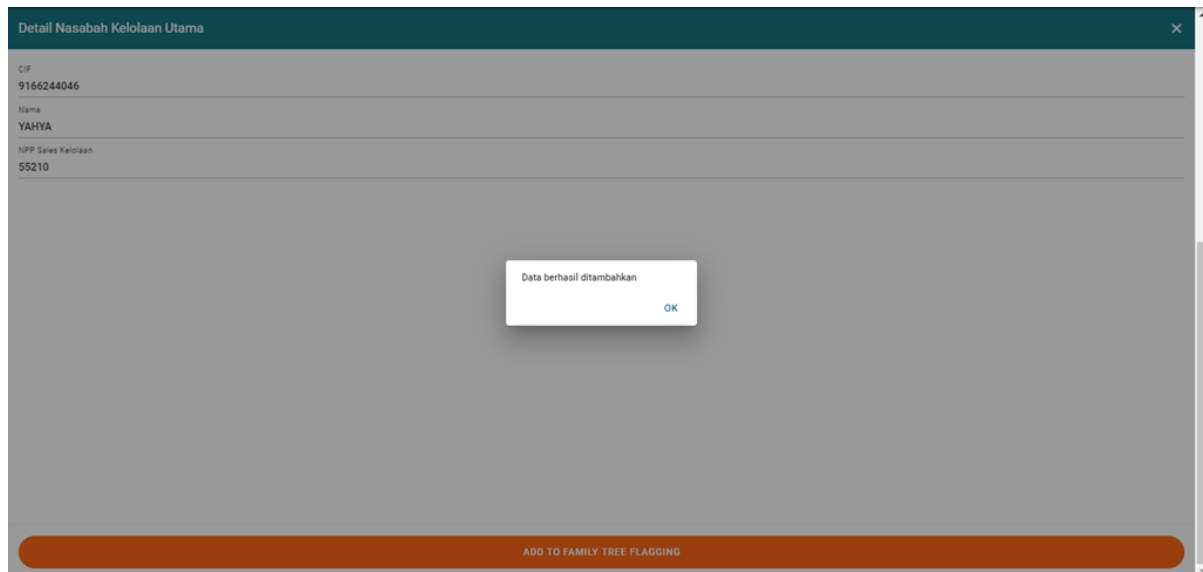 Detail Nasabah Kelolaan Utama
CIF
9166244046
Nama
YAHYA
NPP Sales Kelolaan
55210
Data berhasil ditambahkan
OK
ADD TO FAMILY TREE FLAGGING